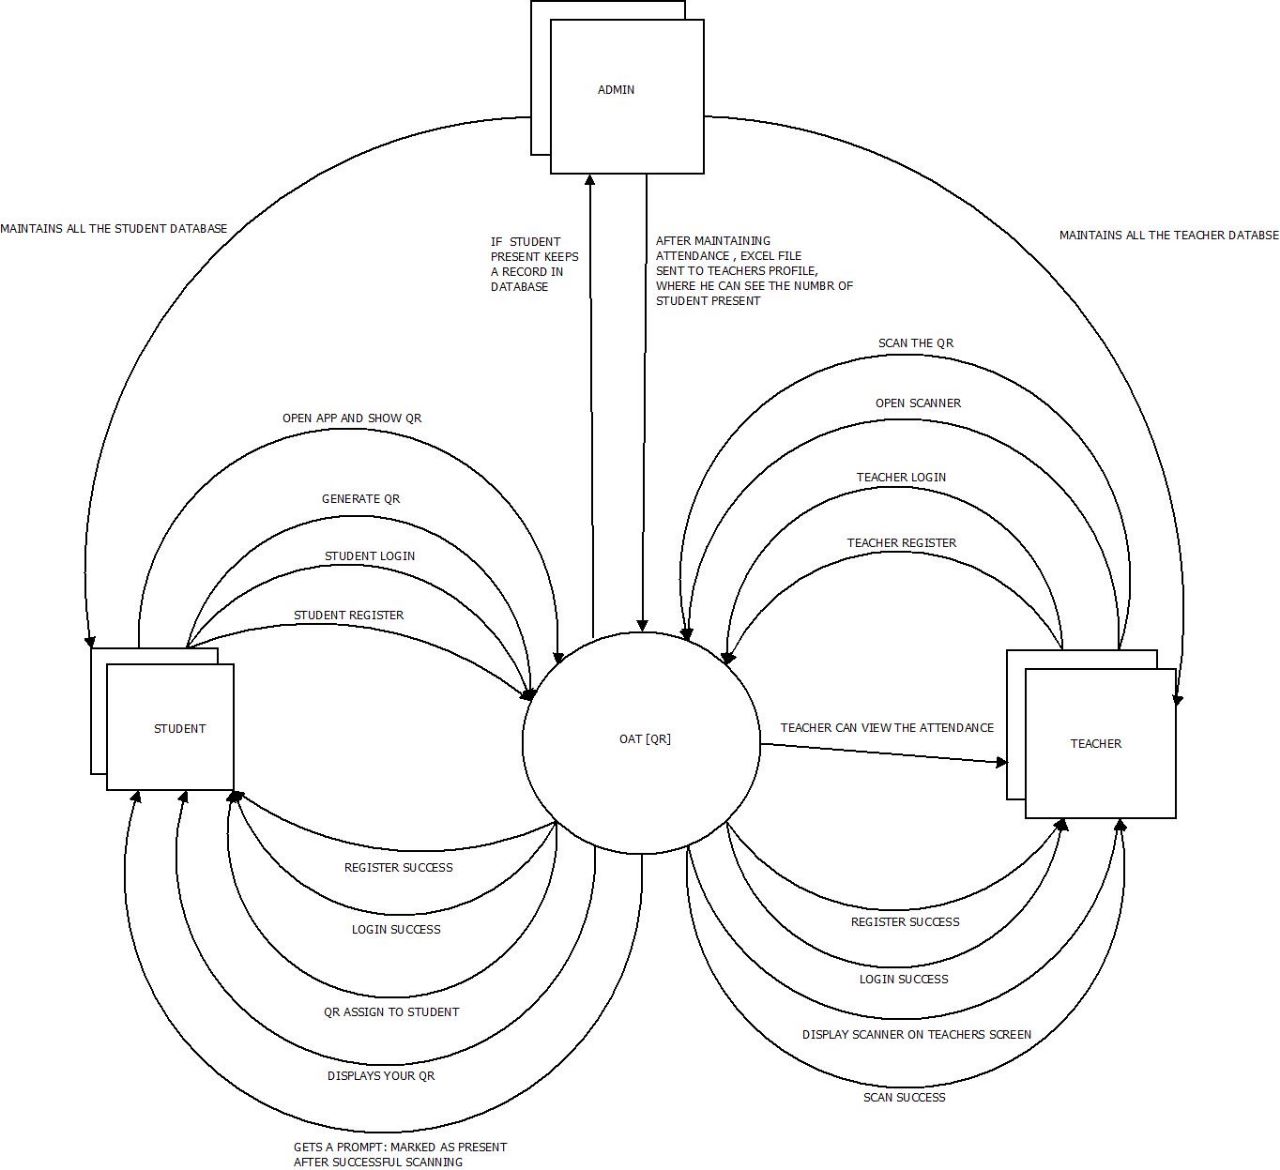 ADMIN
MAINTAINS ALL THE STUDENT DATABASE
IF  STUDENT
PRESENT KEEPS
A RECORD IN
DATABASE
AFTER MAINTAINING
ATTENDANCE , EXCEL FILE
SENT TO TEACHERS PROFILE,
WHERE HE CAN SEE THE NUMBR OF
STUDENT PRESENT
MAINTAINS ALL THE TEACHER DATABSE
SCAN THE QR
OPEN SCANNER
TEACHER LOGIN
TEACHER REGISTER
OPEN APP AND SHOW QR
GENERATE QR
STUDENT LOGIN
STUDENT REGISTER
STUDENT
OAT [QR]
TEACHER CAN VIEW THE ATTENDANCE
TEACHER
REGISTER SUCCESS
LOGIN SUCCESS
QR ASSIGN TO STUDENT
DISPLAYS YOUR QR
GETS A PROMPT: MARKED AS PRESENT
AFTER SUCCESSFUL SCANNING
REGISTER SUCCESS
LOGIN SUCCESS
DISPLAY SCANNER ON TEACHERS SCREEN
SCAN SUCCESS